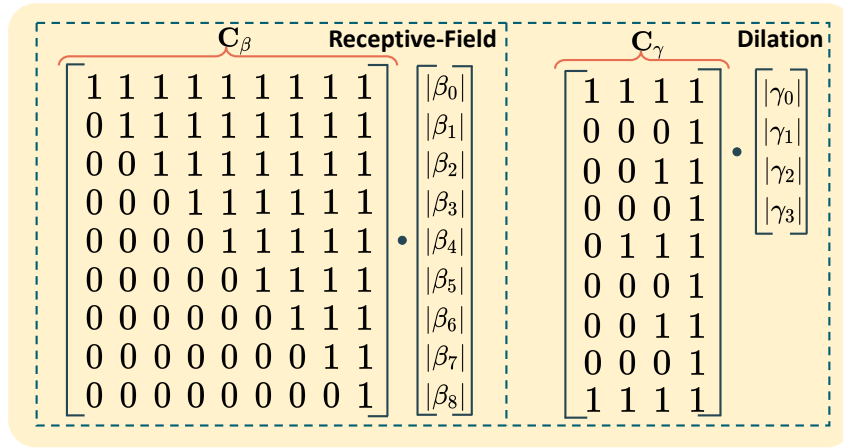 C_β Receptive-Field C_γ Dilation
1 1 1 1 1 1 1 1 1 |β_0| 1 1 1 1 |γ_0|
0 1 1 1 1 1 1 1 1 |β_1| 0 0 0 1 |γ_1|
0 0 1 1 1 1 1 1 1 |β_2| 0 0 1 1 |γ_2|
0 0 0 1 1 1 1 1 1 |β_3| 0 0 0 1 |γ_3|
0 0 0 0 1 1 1 1 1 • |β_4| 0 1 1 1 •
0 0 0 0 0 1 1 1 1 |β_5| 0 0 0 1
0 0 0 0 0 0 1 1 1 |β_6| 0 0 1 1
0 0 0 0 0 0 0 1 1 |β_7| 0 0 0 1
0 0 0 0 0 0 0 0 1 |β_8| 1 1 1 1